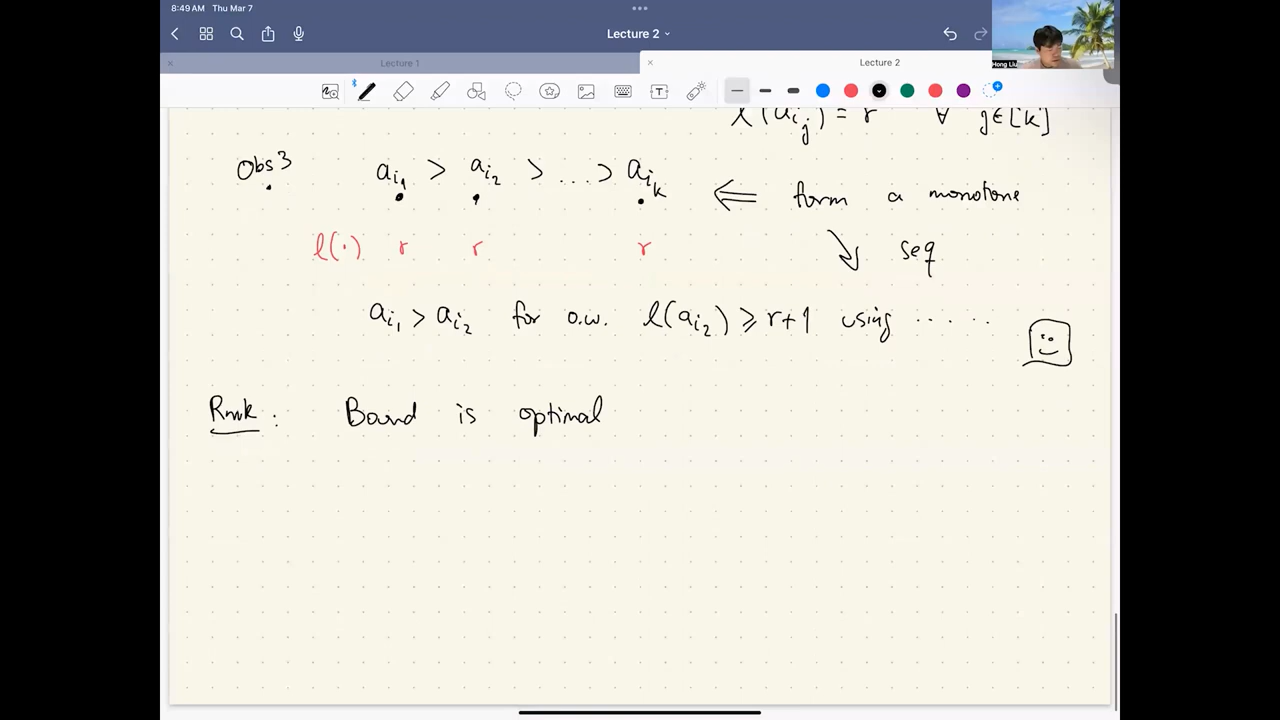 8:49 AM Thu Mar 7
Lecture 2
Lecture 1
Lecture 2
Hong Liu
l(a_{i_j}) = r ∀ j∈[k]
Obs 3 a_{i_1} > a_{i_2} > ... > a_{i_k} ⇐ form a monotone
l(·) r r r seq
a_{i_1} > a_{i_2} for o.w. l(a_{i_2}) ⩾ r+1 using ......
Rmk: Bound is optimal